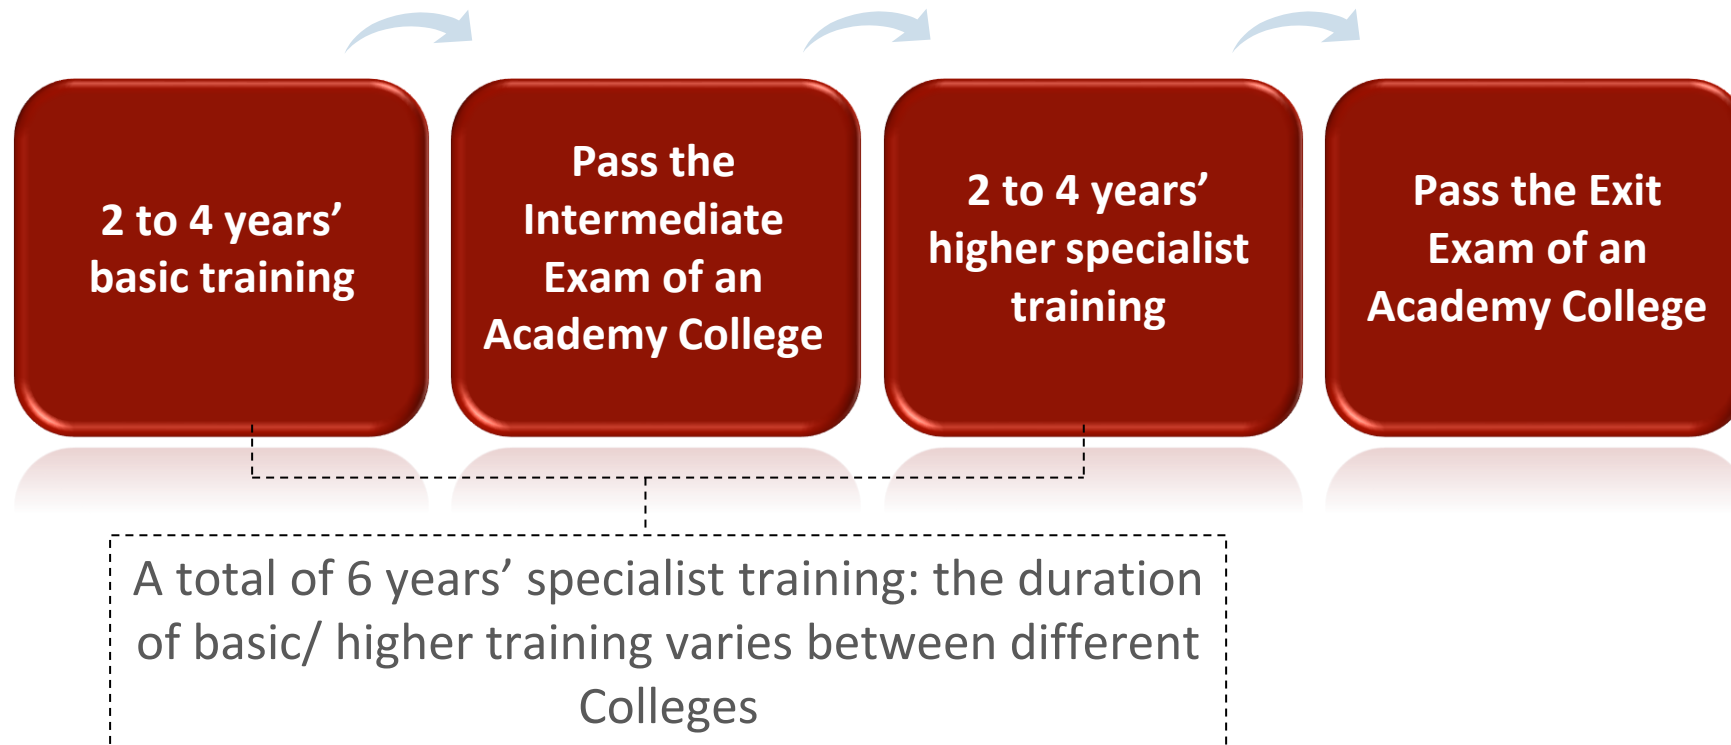 2 to 4 years’
basic training
Pass the
Intermediate
Exam of an
Academy College
2 to 4 years’
higher specialist
training
Pass the Exit
Exam of an
Academy College
A total of 6 years’ specialist training: the duration
of basic/ higher training varies between different
Colleges